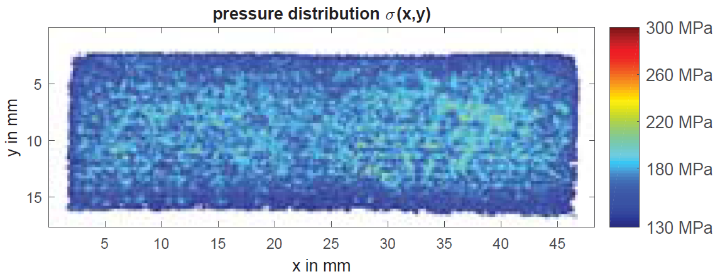 pressure distribution σ(x,y)
300 MPa
260 MPa
220 MPa
180 MPa
130 MPa
y in mm
5
10
15
5 10 15 20 25 30 35 40 45
x in mm